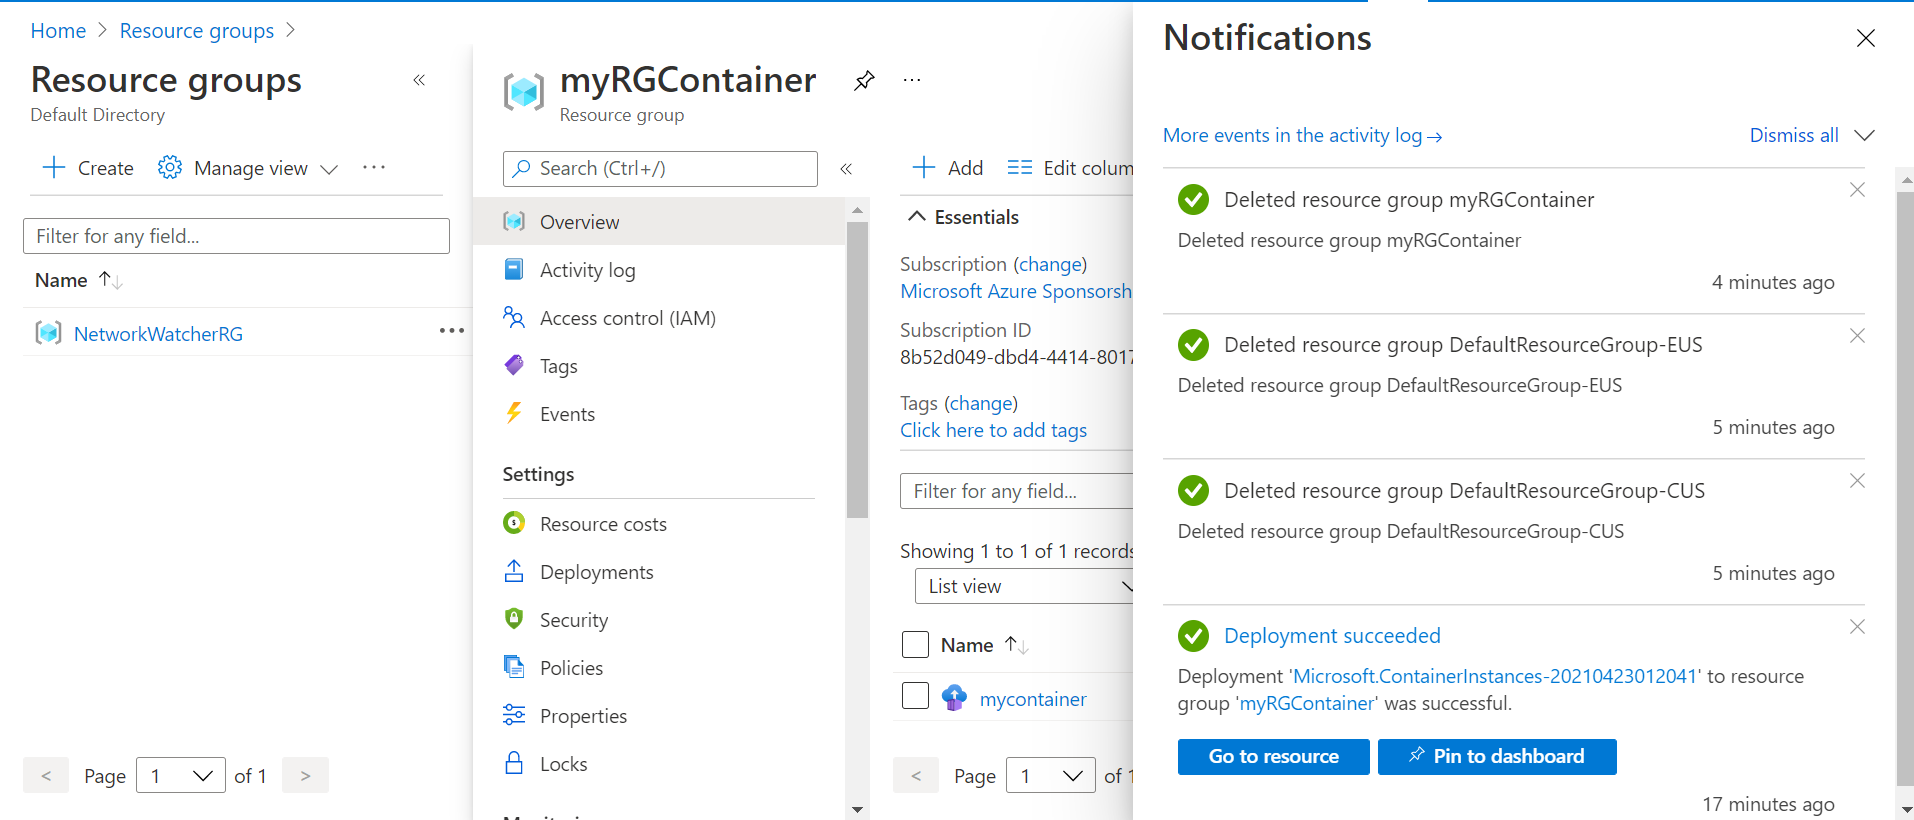 Home > Resource groups >
Resource groups
Default Directory
«
+ Create
Manage view
...
Filter for any field...
Name ↑↓
NetworkWatcherRG
...
< Page 1 of 1 >
myRGContainer
Resource group
...
Search (Ctrl+/)
«
Overview
Activity log
Access control (IAM)
Tags
Events
Settings
Resource costs
Deployments
Security
Policies
Properties
Locks
+ Add
Edit colum
Essentials
Subscription (change)
Microsoft Azure Sponsorsh
Subscription ID
8b52d049-dbd4-4414-8017
Tags (change)
Click here to add tags
Filter for any field...
Showing 1 to 1 of 1 records
List view
Name ↑↓
mycontainer
< Page 1 of 1
Notifications
More events in the activity log →
Dismiss all
Deleted resource group myRGContainer
Deleted resource group myRGContainer
4 minutes ago
Deleted resource group DefaultResourceGroup-EUS
Deleted resource group DefaultResourceGroup-EUS
5 minutes ago
Deleted resource group DefaultResourceGroup-CUS
Deleted resource group DefaultResourceGroup-CUS
5 minutes ago
Deployment succeeded
Deployment 'Microsoft.ContainerInstances-20210423012041' to resource
group 'myRGContainer' was successful.
Go to resource
Pin to dashboard
17 minutes ago